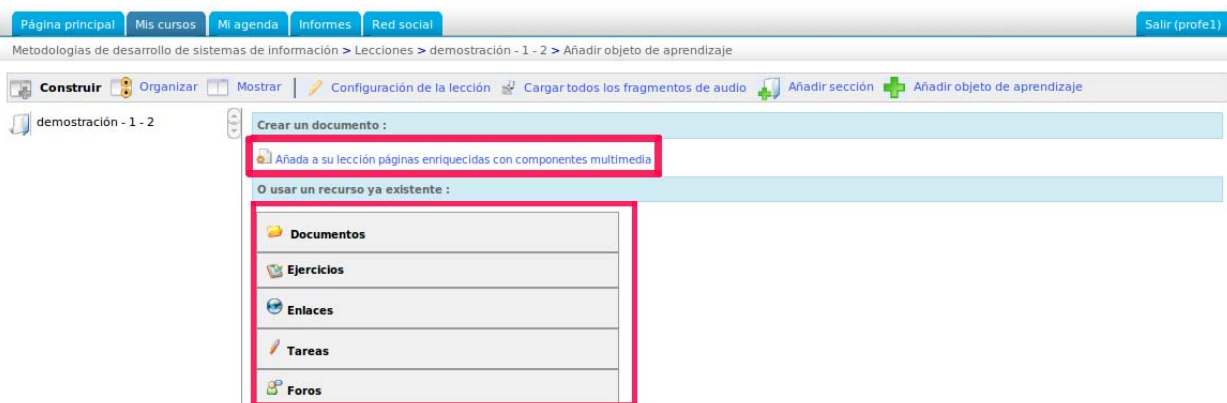 Página principal Mis cursos Mi agenda Informes Red social Salir (profe1)
Metodologias de desarrollo de sistemas de información > Lecciones > demostración - 1 - 2 > Añadir objeto de aprendizaje
Construir Organizar Mostrar | Configuración de la lección Cargar todos los fragmentos de audio Añadir sección Añadir objeto de aprendizaje
demostración - 1 - 2
Crear un documento :
Añada a su lección páginas enriquecidas con componentes multimedia
O usar un recurso ya existente :
Documentos
Ejercicios
Enlaces
Tareas
Foros